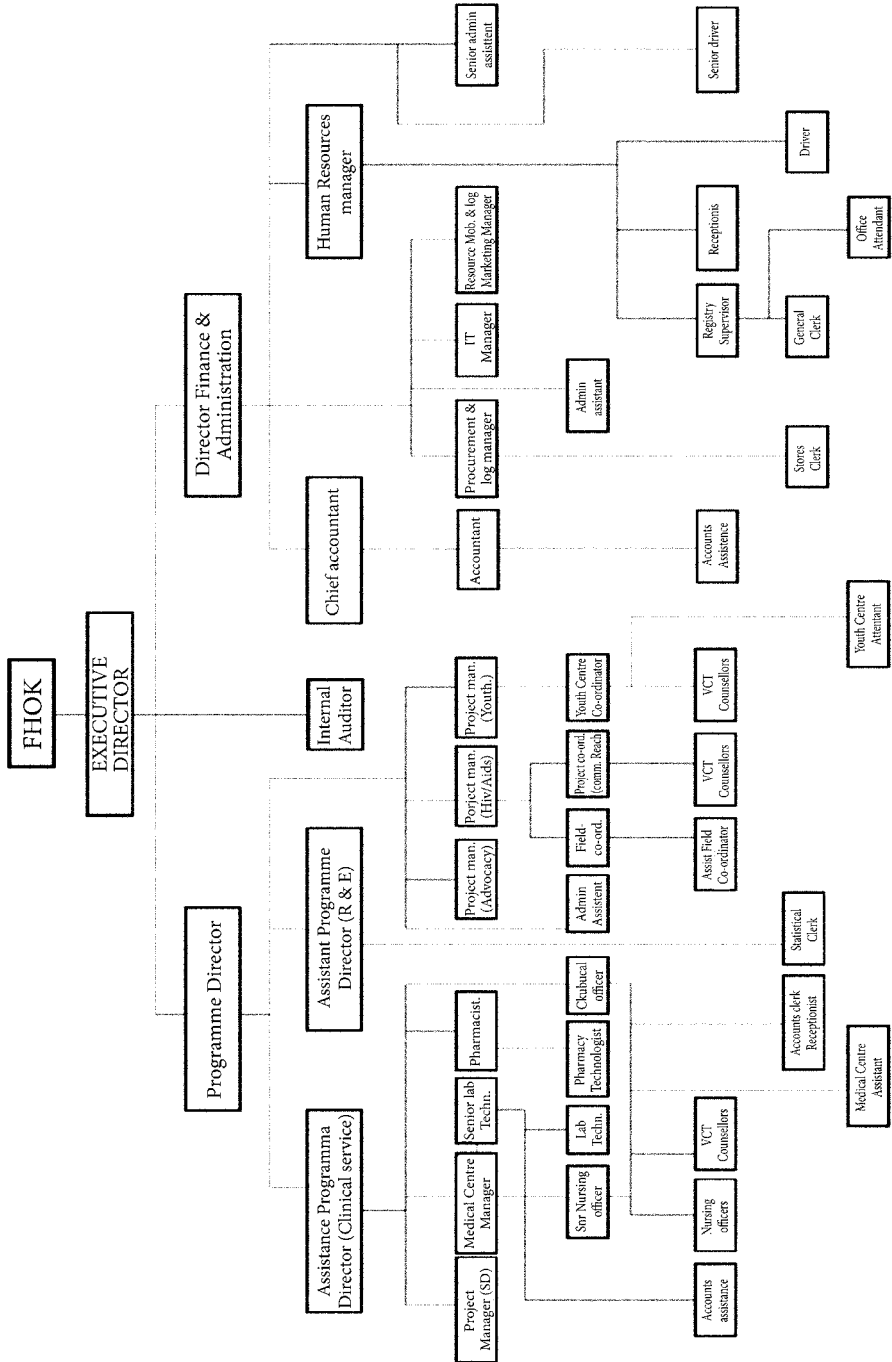 FHOK
EXECUTIVE
DIRECTOR
Programme Director
Director Finance &
Administration
Assistance Programma
Director (Clinical service)
Assistant Programme
Director (R & E)
Internal
Auditor
Chief accountant
Human Resources
manager
Project
Manager (SD)
Medical Centre
Manager
Senior lab
Techn.
Pharmacist.
Project man.
(Advocacy)
Porject man.
(Hiv/Aids)
Project man.
(Youth.)
Accountant
Procurement &
log manager
IT
Manager
Resource Mob. & log
Marketing Manager
Senior admin
assistent
Snr Nursing
officer
Lab
Techn.
Pharmacy
Technologist
Ckubucal
officer
Admin
Assistent
Field-
co-ord.
Project co-ord.
(comm. Reach)
Youth Centre
Co-ordinator
Admin
assistant
Accounts
assistance
Nursing
officers
VCT
Counsellors
Assist Field
Co-ordinator
VCT
Counsellors
VCT
Counsellors
Accounts
Assistence
Registry
Supervisor
Receptionis
Senior driver
Accounts clerk
Receptionist
Statistical
Clerk
Stores
Clerk
General
Clerk
Driver
Medical Centre
Assistant
Youth Centre
Attentant
Office
Attendant